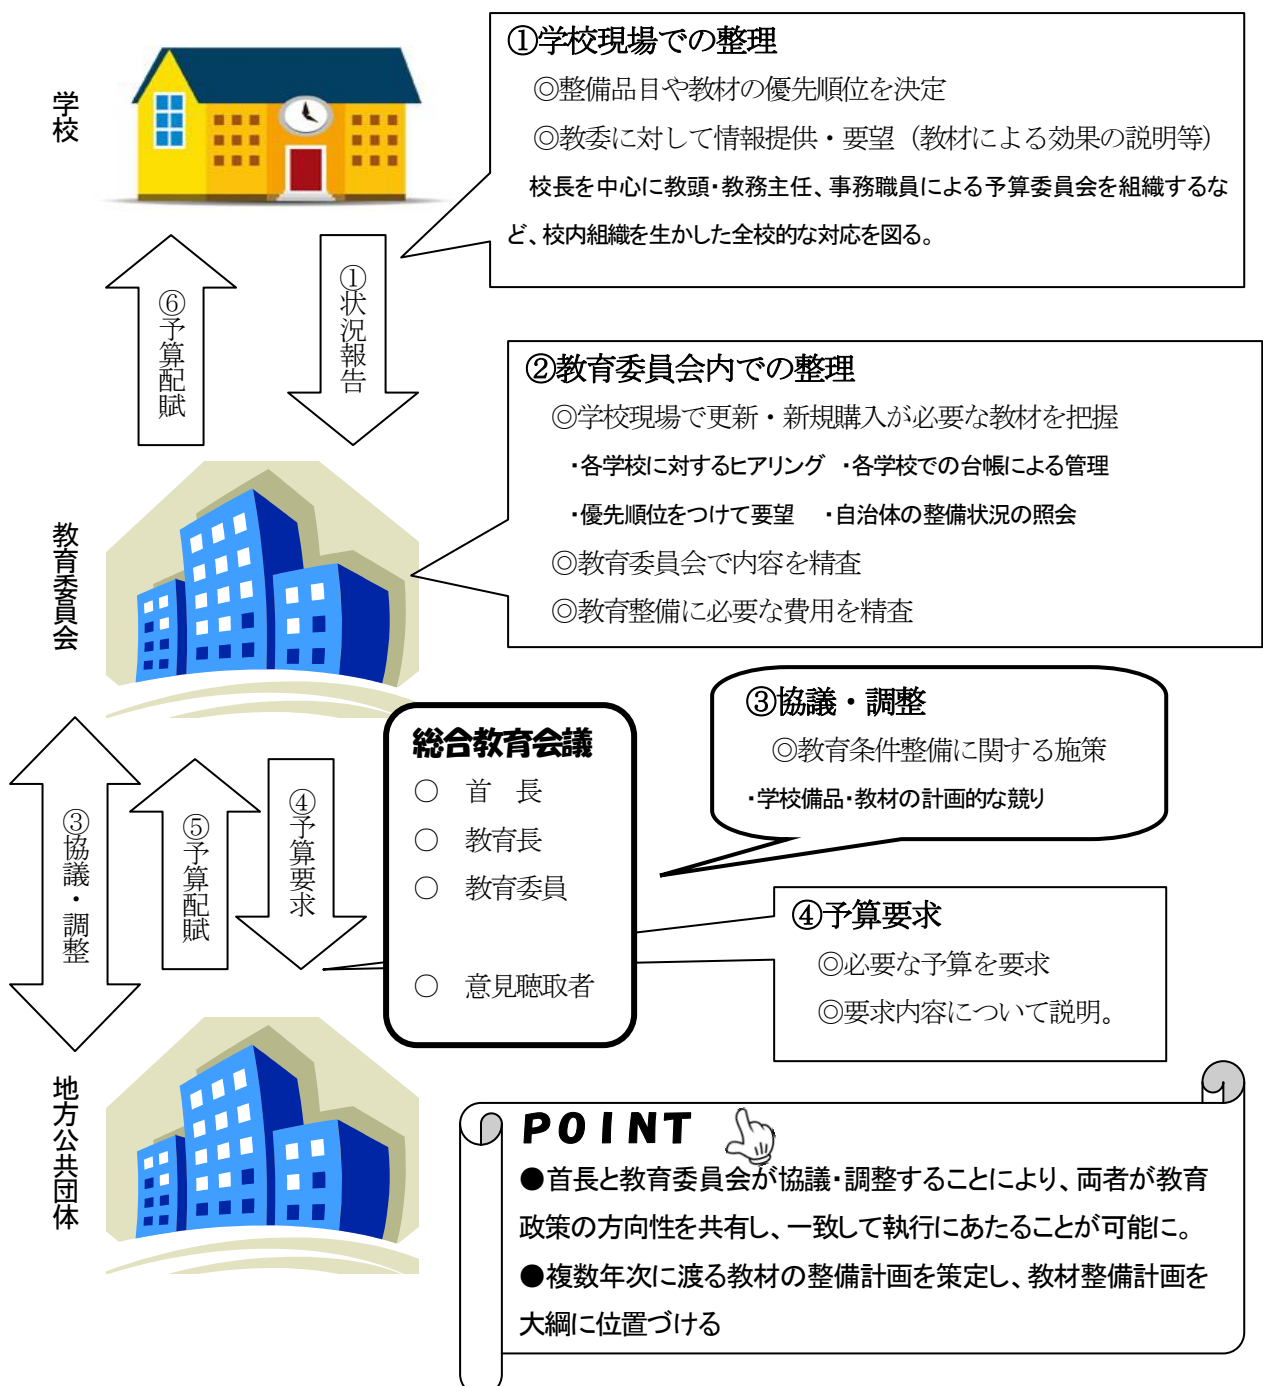 学校
①学校現場での整理
◎整備品目や教材の優先順位を決定
◎教委に対して情報提供・要望（教材による効果の説明等）
校長を中心に教頭・教務主任、事務職員による予算委員会を組織するな
ど、校内組織を生かした全校的な対応を図る。
⑥予算配賦
①状況報告
教育委員会
②教育委員会内での整理
◎学校現場で更新・新規購入が必要な教材を把握
・各学校に対するヒアリング　・各学校での台帳による管理
・優先順位をつけて要望　・自治体の整備状況の照会
◎教育委員会で内容を精査
◎教育整備に必要な費用を精査
③協議・調整
⑤予算配賦
④予算要求
総合教育会議
○　首　長
○　教育長
○　教育委員
○　意見聴取者
③協議・調整
◎教育条件整備に関する施策
・学校備品・教材の計画的な競り
④予算要求
◎必要な予算を要求
◎要求内容について説明。
地方公共団体
POINT
●首長と教育委員会が協議・調整することにより、両者が教育
政策の方向性を共有し、一致して執行にあたることが可能に。
●複数年次に渡る教材の整備計画を策定し、教材整備計画を
大綱に位置づける